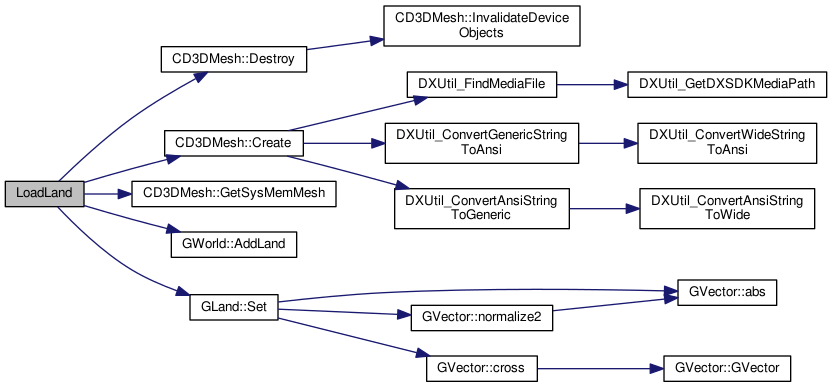 LoadLand
CD3DMesh::Destroy
CD3DMesh::InvalidateDevice
Objects
CD3DMesh::Create
DXUtil_FindMediaFile
DXUtil_GetDXSDKMediaPath
DXUtil_ConvertGenericString
ToAnsi
DXUtil_ConvertWideString
ToAnsi
DXUtil_ConvertAnsiString
ToGeneric
DXUtil_ConvertAnsiString
ToWide
CD3DMesh::GetSysMemMesh
GWorld::AddLand
GLand::Set
GVector::abs
GVector::normalize2
GVector::cross
GVector::GVector